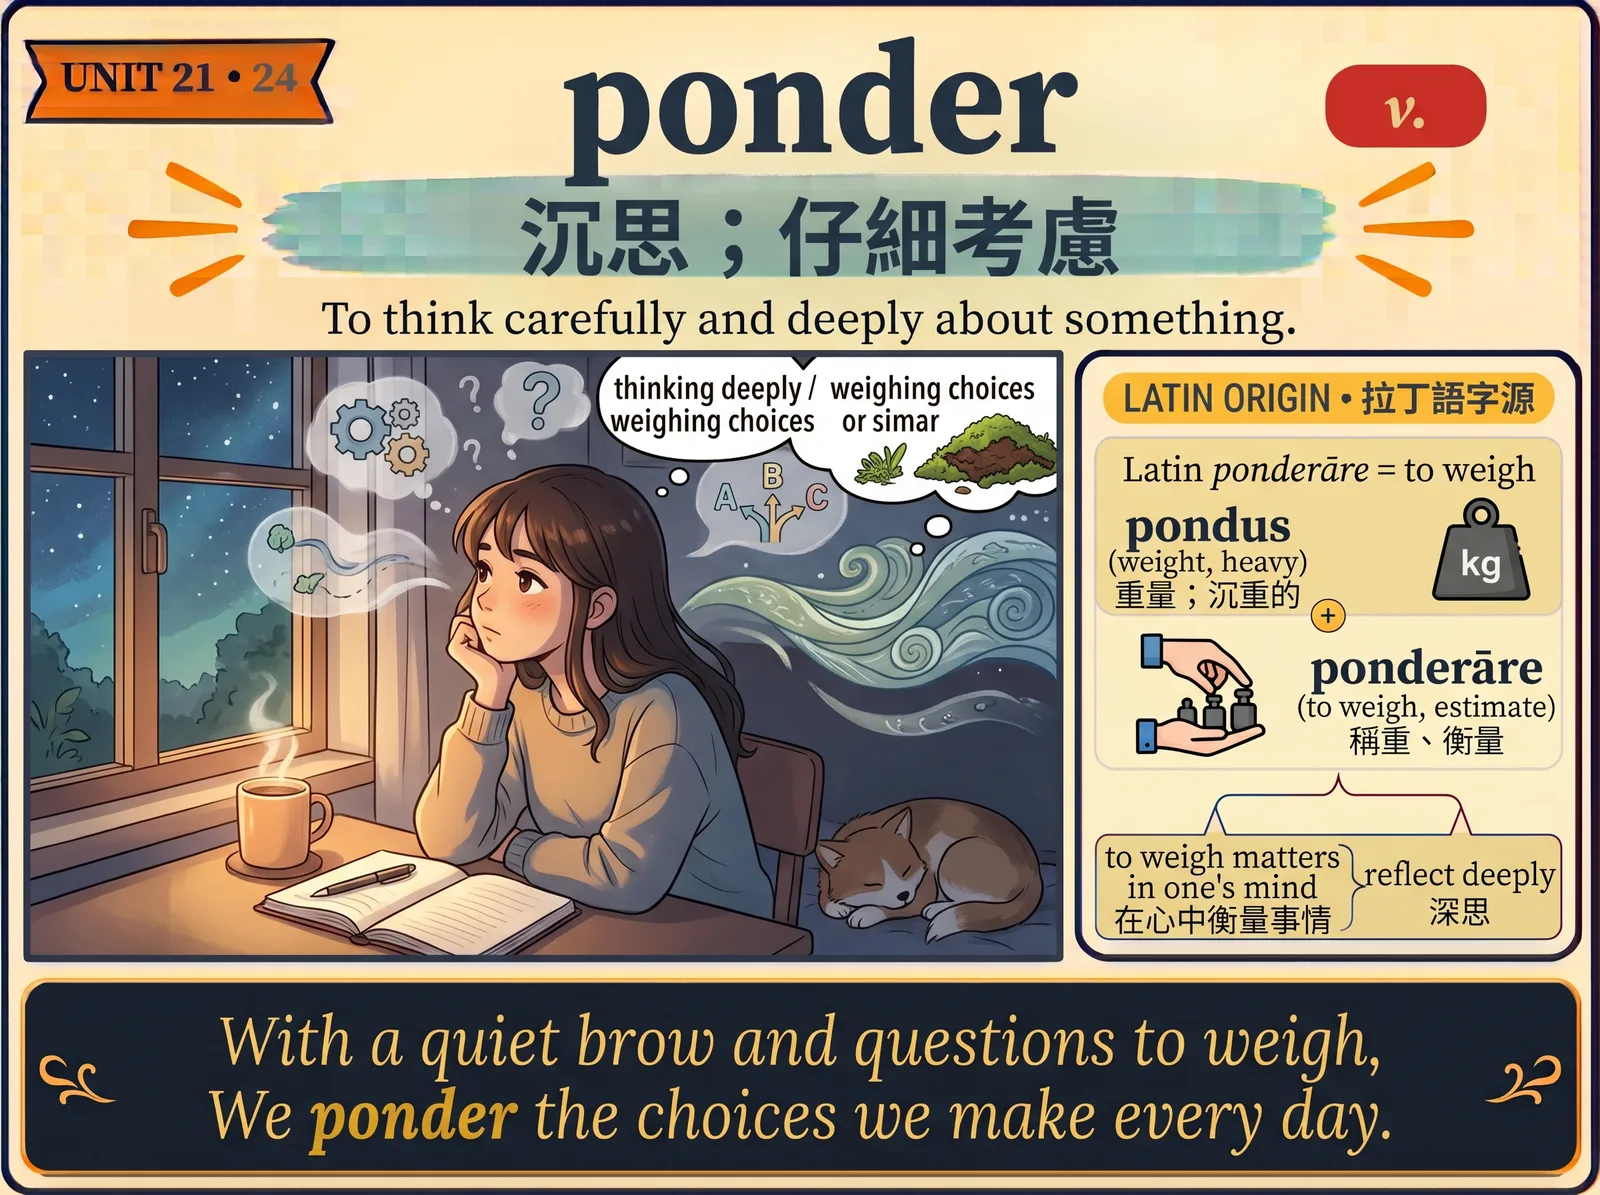 UNIT 21 • 24
ponder
v.
沉思；仔細考慮
To think carefully and deeply about something.
?
?
?
thinking deeply /
weighing choices
weighing choices
or simar
A B C
LATIN ORIGIN • 拉丁語字源
Latin ponderāre = to weigh
pondus
(weight, heavy)
重量；沉重的
kg
+
ponderāre
(to weigh, estimate)
稱重、衡量
to weigh matters
in one's mind
在心中衡量事情
reflect deeply
深思
With a quiet brow and questions to weigh,
We ponder the choices we make every day.